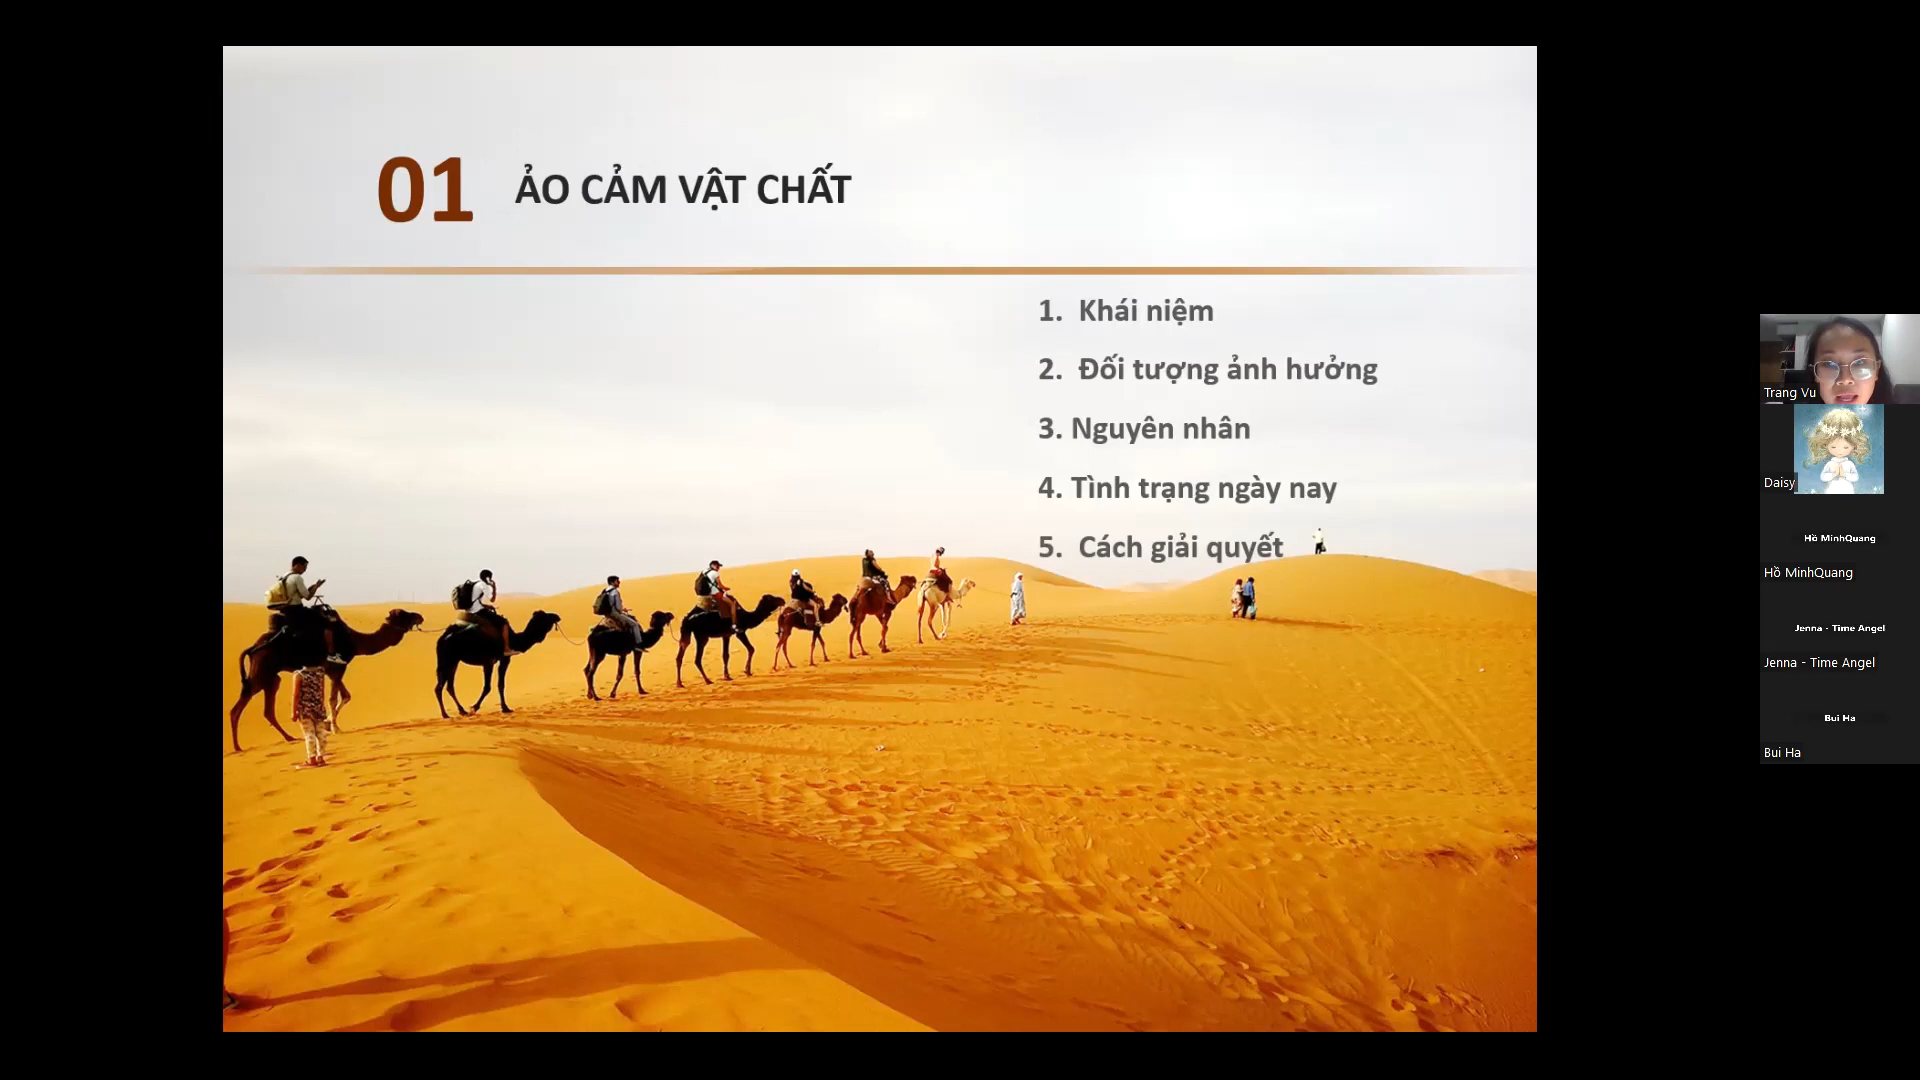 01 ẢO CẢM VẬT CHẤT
1. Khái niệm
2. Đối tượng ảnh hưởng
3. Nguyên nhân
4. Tình trạng ngày nay
5. Cách giải quyết
Trang Vu
Daisy
Hồ MinhQuang
Hồ MinhQuang
Jenna - Time Angel
Jenna - Time Angel
Bui Ha
Bui Ha